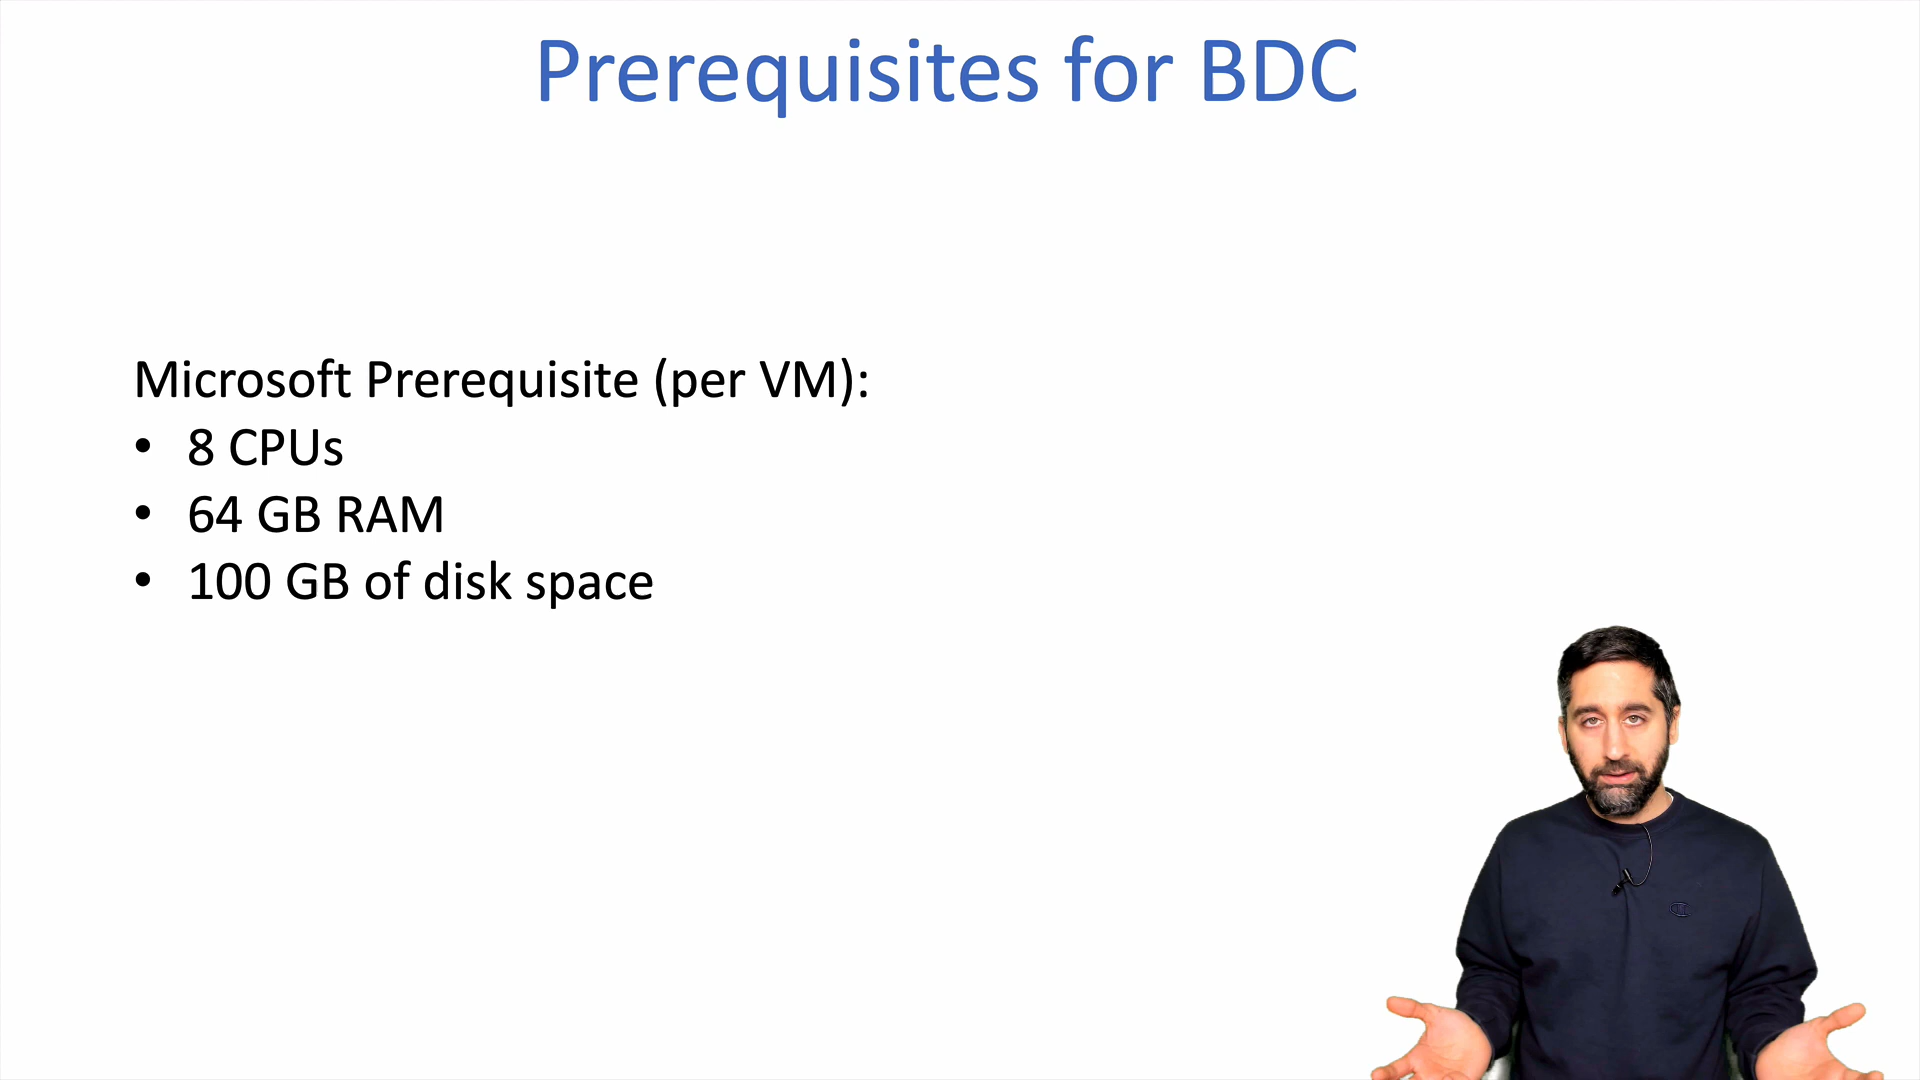 Prerequisites for BDC
Microsoft Prerequisite (per VM):
• 8 CPUs
• 64 GB RAM
• 100 GB of disk space